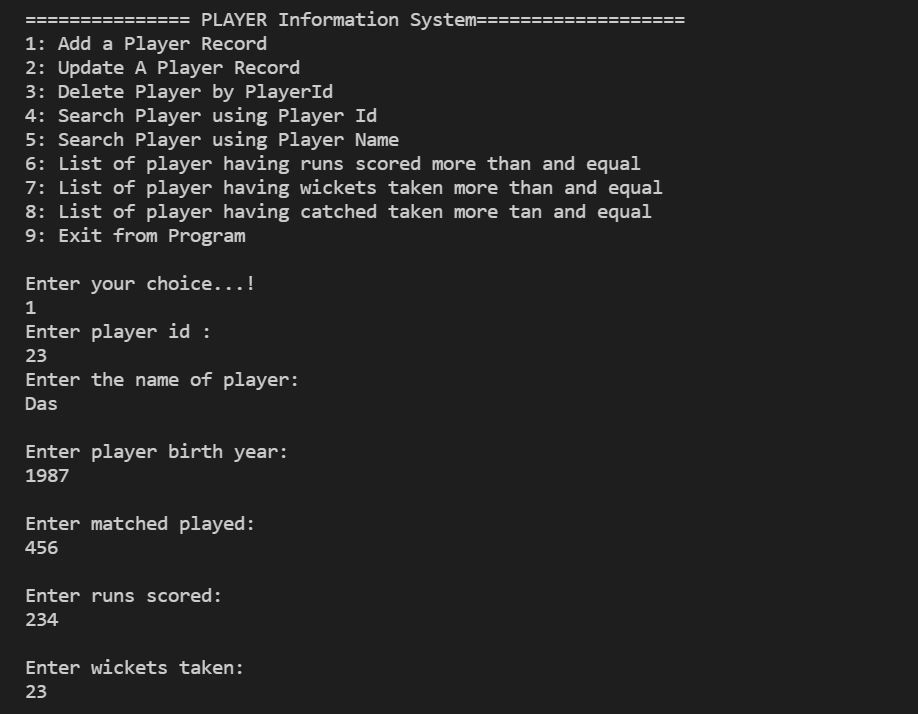 =============== PLAYER Information System===================
1: Add a Player Record
2: Update A Player Record
3: Delete Player by PlayerId
4: Search Player using Player Id
5: Search Player using Player Name
6: List of player having runs scored more than and equal
7: List of player having wickets taken more than and equal
8: List of player having catched taken more tan and equal
9: Exit from Program
Enter your choice...!
1
Enter player id :
23
Enter the name of player:
Das
Enter player birth year:
1987
Enter matched played:
456
Enter runs scored:
234
Enter wickets taken:
23